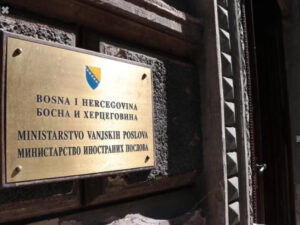 BOSNA I HERCEGOVINA
БОСНА И ХЕРЦЕГОВИНА
MINISTARSTVO VANJSKIH POSLOVA
МИНИСТАРСТВО ИНОСТРАНИХ ПОСЛОВА